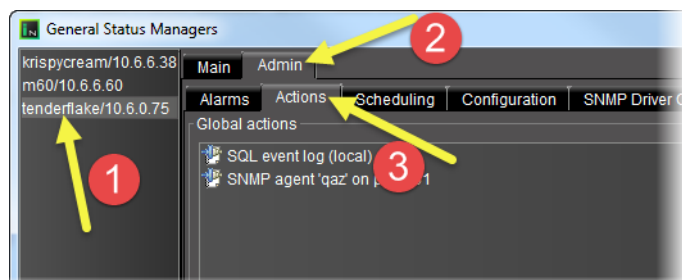 General Status Managers
krispycream/10.6.6.38
m60/10.6.6.60
tenderflake/10.6.0.75
Main Admin
Alarms Actions Scheduling Configuration SNMP Driver
Global actions
SQL event log (local)
SNMP agent 'qaz' on
1
2
3